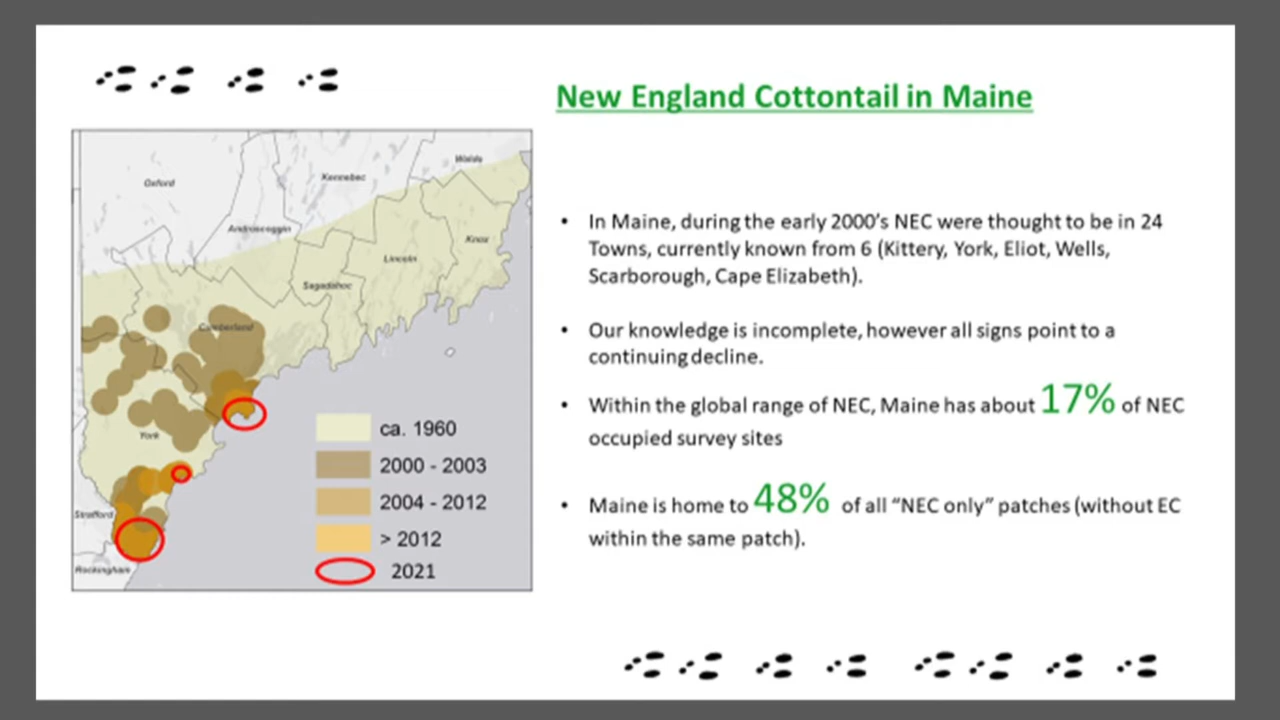 New England Cottontail in Maine
Oxford
Kennebec
Waldo
Androscoggin
Knox
Lincoln
Sagadahoc
Cumberland
York
Strafford
Rockingham
ca. 1960
2000 - 2003
2004 - 2012
> 2012
2021
• In Maine, during the early 2000's NEC were thought to be in 24
Towns, currently known from 6 (Kittery, York, Eliot, Wells,
Scarborough, Cape Elizabeth).
• Our knowledge is incomplete, however all signs point to a
continuing decline.
• Within the global range of NEC, Maine has about 17% of NEC
occupied survey sites
• Maine is home to 48% of all “NEC only” patches (without EC
within the same patch).